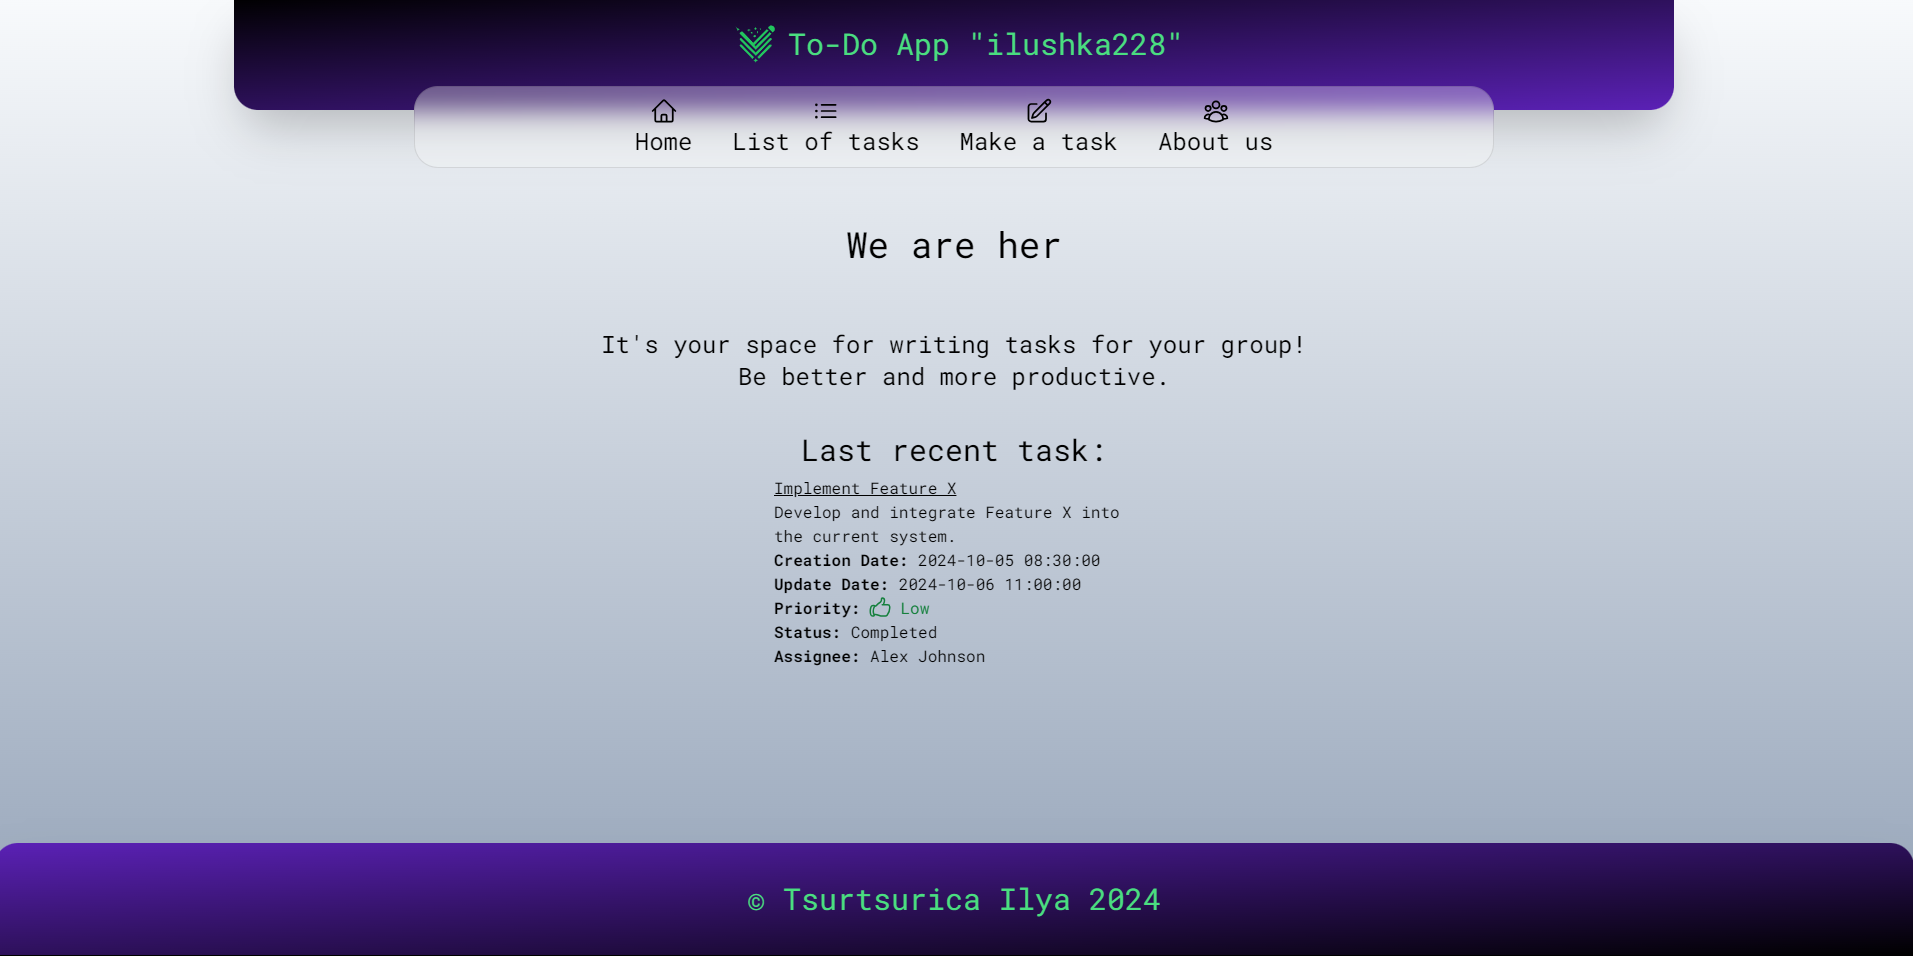 To-Do App "ilushka228"
Home
List of tasks
Make a task
About us
We are her
It's your space for writing tasks for your group!
Be better and more productive.
Last recent task:
Implement Feature X
Develop and integrate Feature X into
the current system.
Creation Date: 2024-10-05 08:30:00
Update Date: 2024-10-06 11:00:00
Priority: Low
Status: Completed
Assignee: Alex Johnson
© Tsurtsurica Ilya 2024